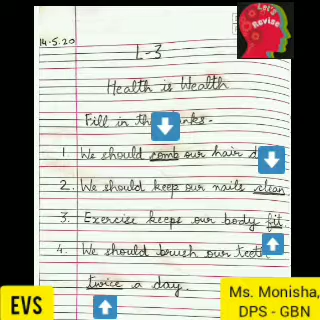 Let's
Revise
14-5.20
L-3
Health is Wealth
Fill in the
1. We should comb our hair
2. We should keep our nails clean
3. Exercise keeps our body fit
4. We should brush our teeth
twice a day.
EVS
Ms. Monisha,
DPS - GBN